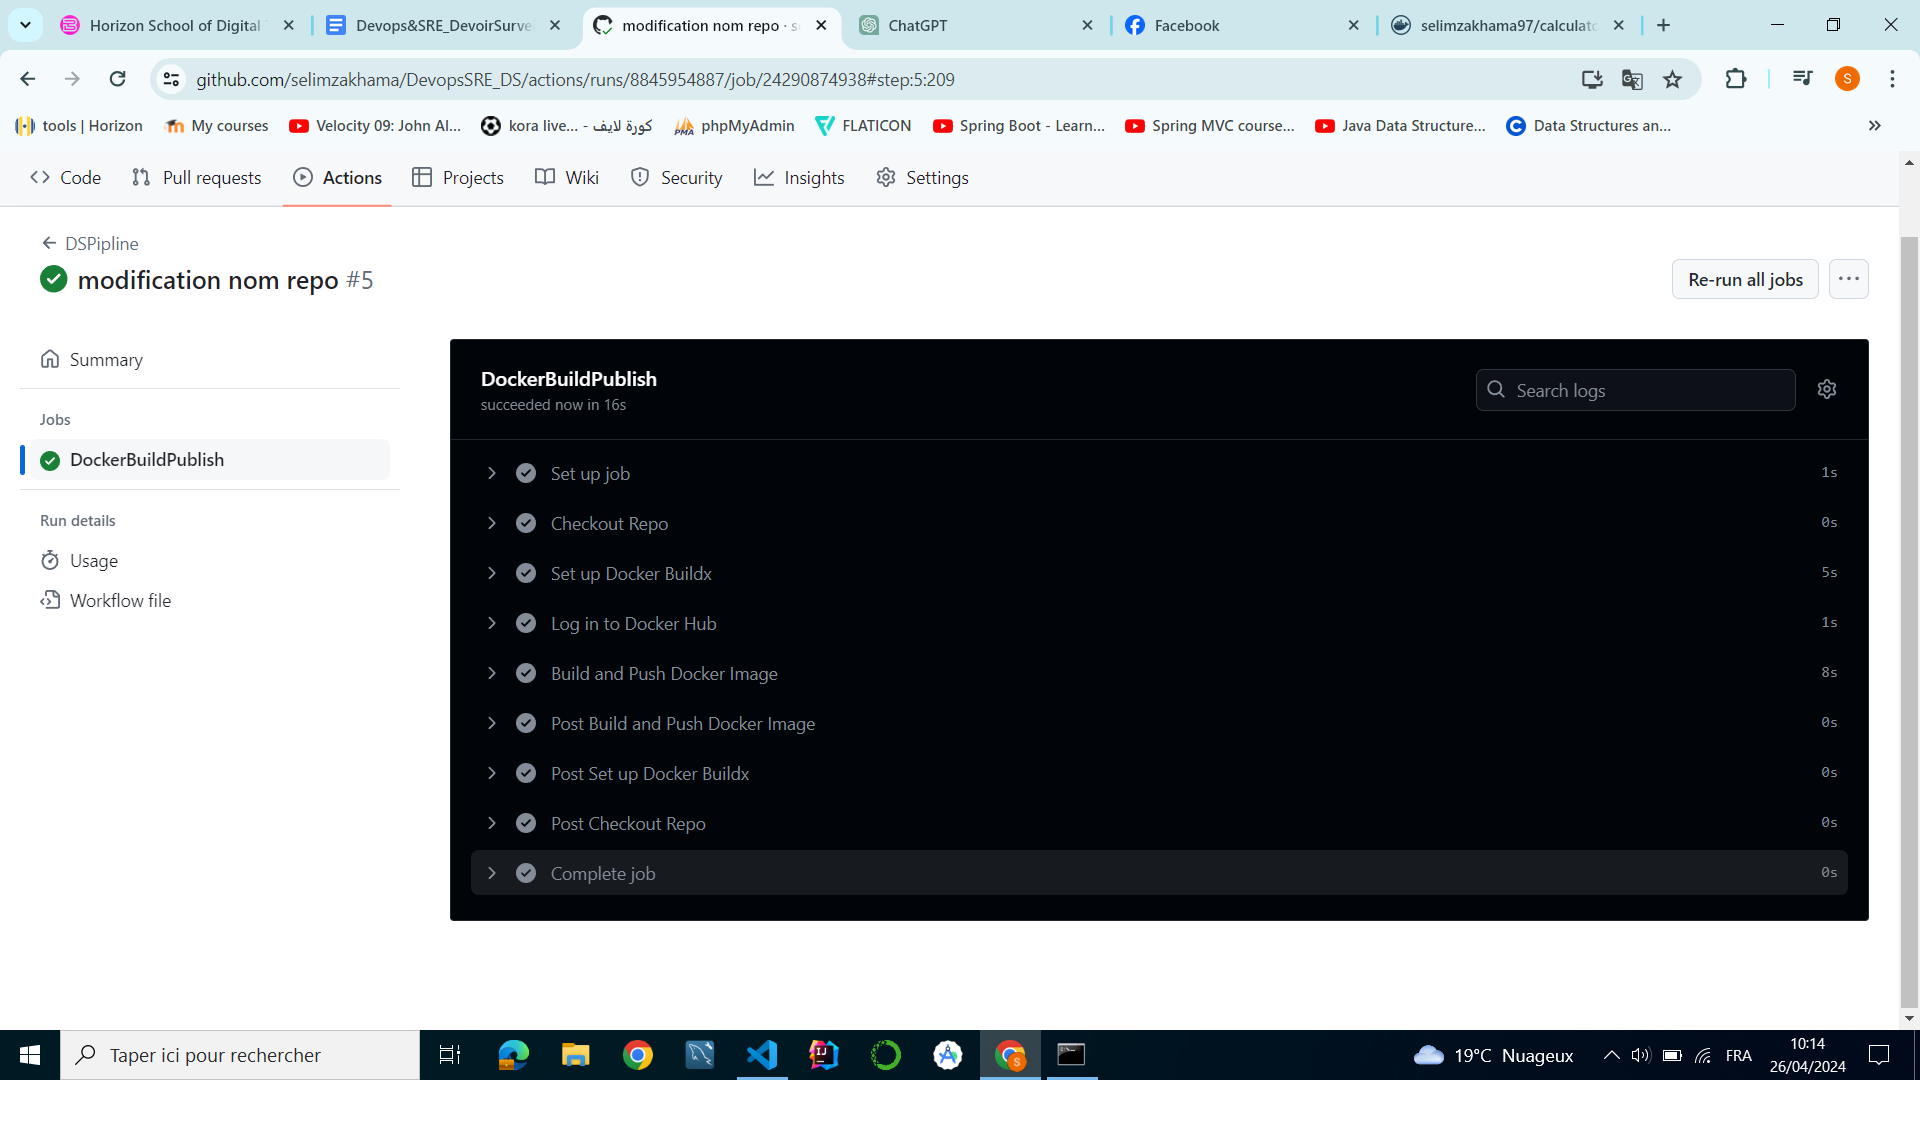 Horizon School of Digital
Devops&SRE_DevoirSurve
modification nom repo · s
ChatGPT
Facebook
selimzakhama97/calculato
github.com/selimzakhama/DevopsSRE_DS/actions/runs/8845954887/job/24290874938#step:5:209
S
tools | Horizon
My courses
Velocity 09: John Al...
kora live... - كورة لايف
phpMyAdmin
FLATICON
Spring Boot - Learn...
Spring MVC course...
Java Data Structure...
Data Structures an...
Code
Pull requests
Actions
Projects
Wiki
Security
Insights
Settings
DSPipline
modification nom repo #5
Re-run all jobs
Summary
Jobs
DockerBuildPublish
Run details
Usage
Workflow file
DockerBuildPublish
succeeded now in 16s
Search logs
Set up job 1s
Checkout Repo 0s
Set up Docker Buildx 5s
Log in to Docker Hub 1s
Build and Push Docker Image 8s
Post Build and Push Docker Image 0s
Post Set up Docker Buildx 0s
Post Checkout Repo 0s
Complete job 0s
Taper ici pour rechercher
19°C Nuageux
FRA
10:14
26/04/2024